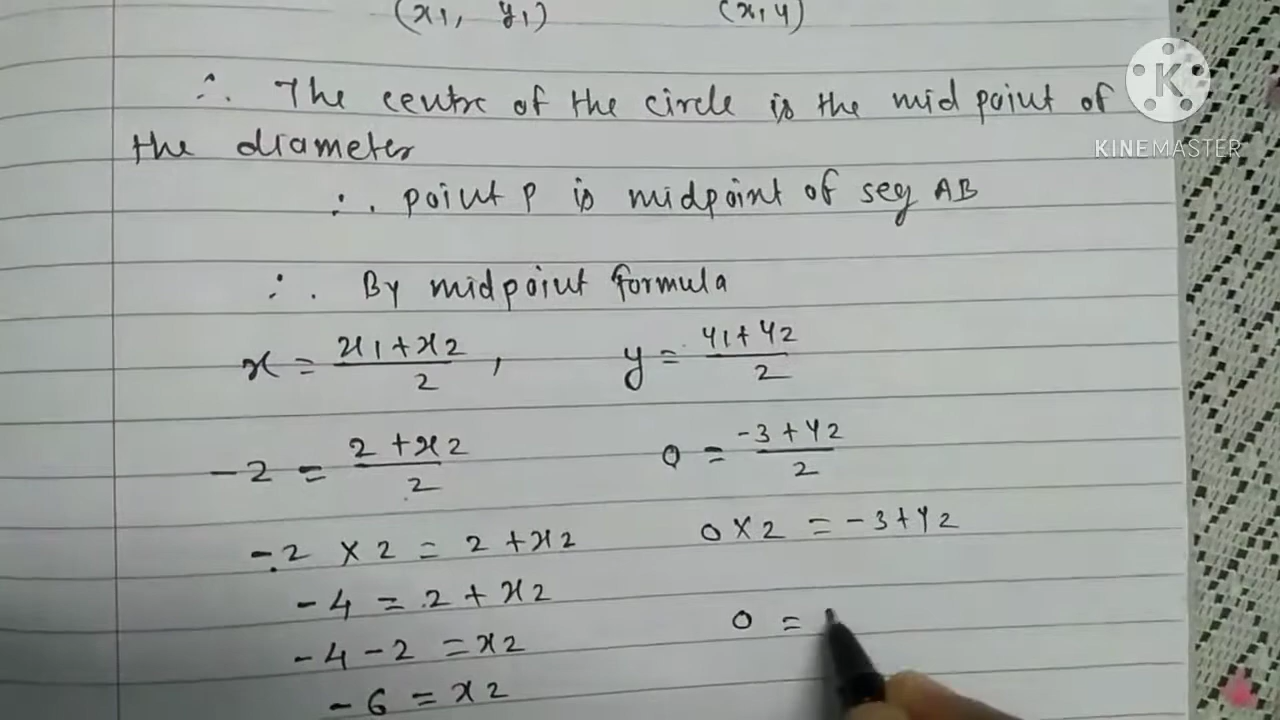 (x1, y1) (x,y)
K
KINEMASTER
∴ The centre of the circle is the mid point of
the diameter
∴ point P is midpoint of seg AB
∴ By midpoint formula
x = x1+x2/2 , y = y1+y2/2
-2 = 2+x2/2 0 = -3+y2/2
-2 × 2 = 2+x2 0×2 = -3+y2
-4 = 2+x2 0 =
-4-2 = x2
-6 = x2